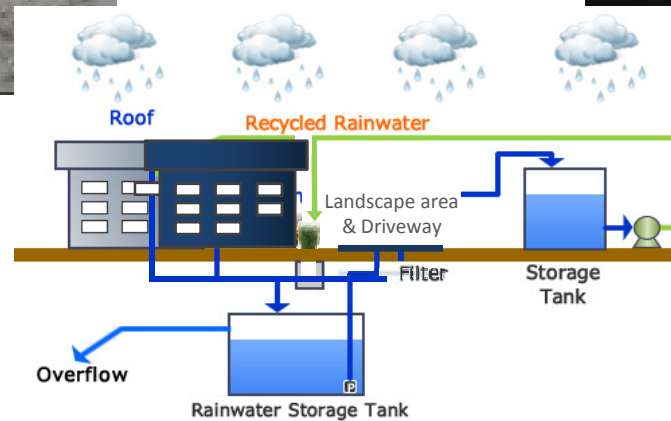 Roof
Recycled Rainwater
Landscape area
& Driveway
Filter
Storage
Tank
Overflow
P
Rainwater Storage Tank